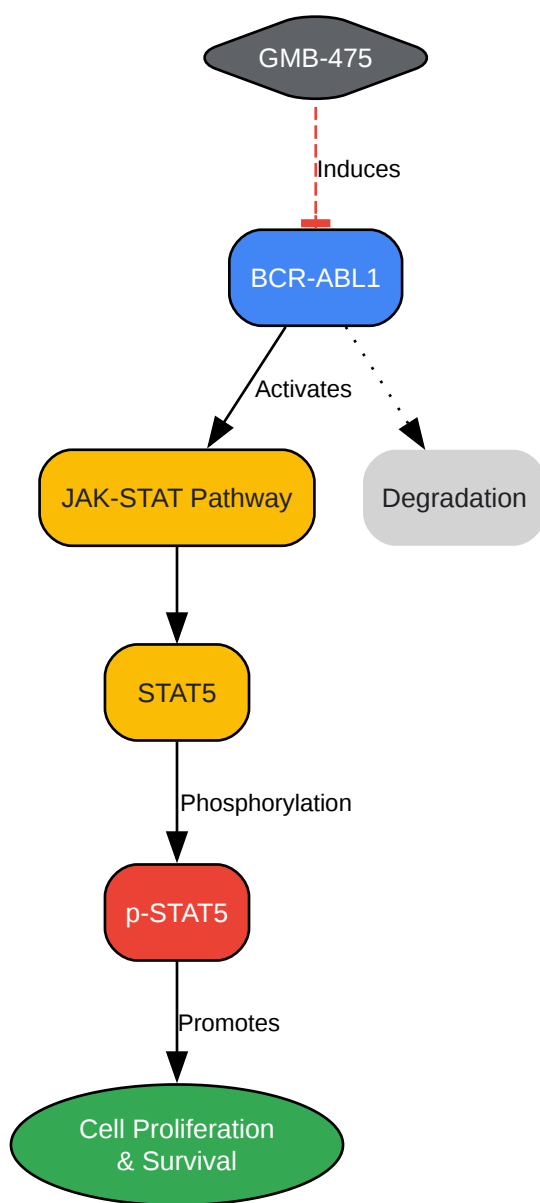 GMB-475
Induces
BCR-ABL1
Activates
JAK-STAT Pathway
Degradation
STAT5
Phosphorylation
p-STAT5
Promotes
Cell Proliferation
& Survival